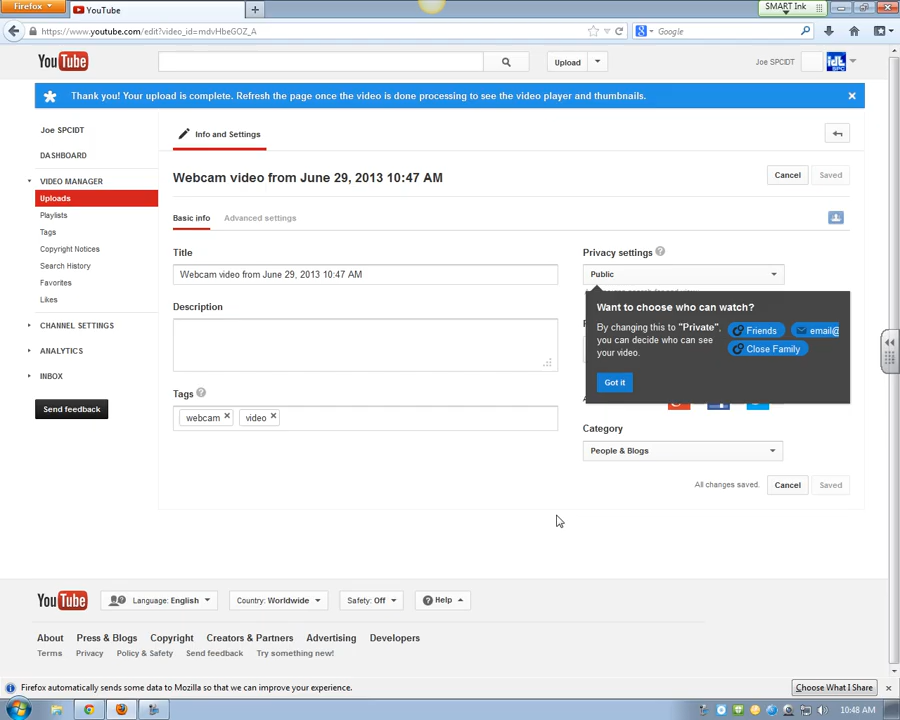 Firefox
YouTube
SMART Ink
https://www.youtube.com/edit?video_id=mdvHbeGOZ_A
Google
YouTube
Upload
Joe SPCIDT
idt
SPC
Thank you! Your upload is complete. Refresh the page once the video is done processing to see the video player and thumbnails.
Joe SPCIDT
DASHBOARD
VIDEO MANAGER
Uploads
Playlists
Tags
Copyright Notices
Search History
Favorites
Likes
CHANNEL SETTINGS
ANALYTICS
INBOX
Send feedback
Info and Settings
Webcam video from June 29, 2013 10:47 AM
Cancel
Saved
Basic info
Advanced settings
Title
Webcam video from June 29, 2013 10:47 AM
Description
Tags
webcam
video
Privacy settings
Public
Want to choose who can watch?
By changing this to "Private",
you can decide who can see
your video.
Friends
email@
Close Family
Got it
Category
People & Blogs
All changes saved.
Cancel
Saved
YouTube
Language: English
Country: Worldwide
Safety: Off
Help
About
Press & Blogs
Copyright
Creators & Partners
Advertising
Developers
Terms
Privacy
Policy & Safety
Send feedback
Try something new!
Firefox automatically sends some data to Mozilla so that we can improve your experience.
Choose What I Share
10:48 AM